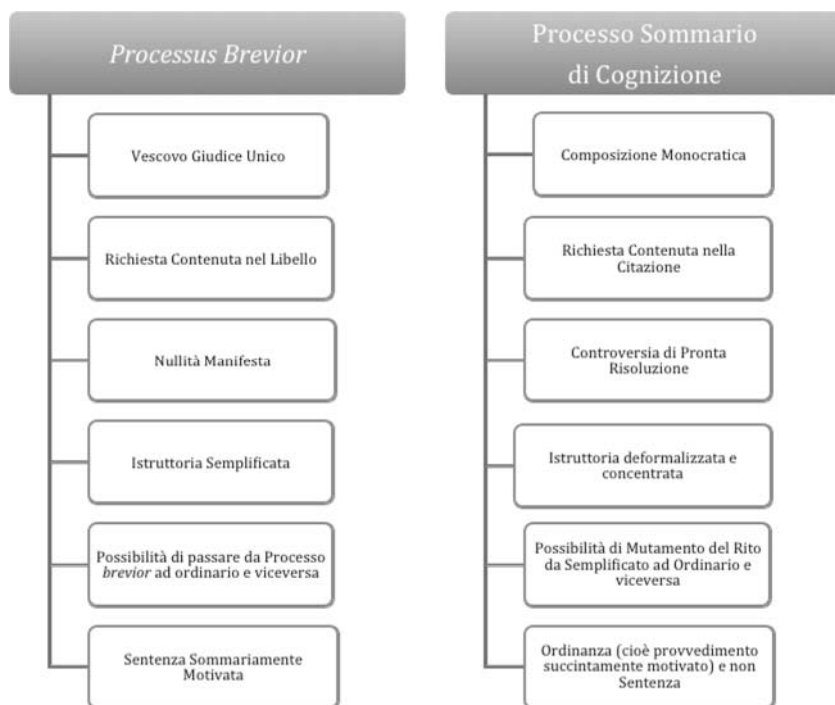 Processus Brevior
Vescovo Giudice Unico
Richiesta Contenuta nel Libello
Nullità Manifesta
Istruttoria Semplificata
Possibilità di passare da Processo
brevior ad ordinario e viceversa
Sentenza Sommariamente
Motivata
Processo Sommario
di Cognizione
Composizione Monocratica
Richiesta Contenuta nella
Citazione
Controversia di Pronta
Risoluzione
Istruttoria deformalizzata e
concentrata
Possibilità di Mutamento del Rito
da Semplificato ad Ordinario e
viceversa
Ordinanza (cioè provvedimento
succintamente motivato) e non
Sentenza